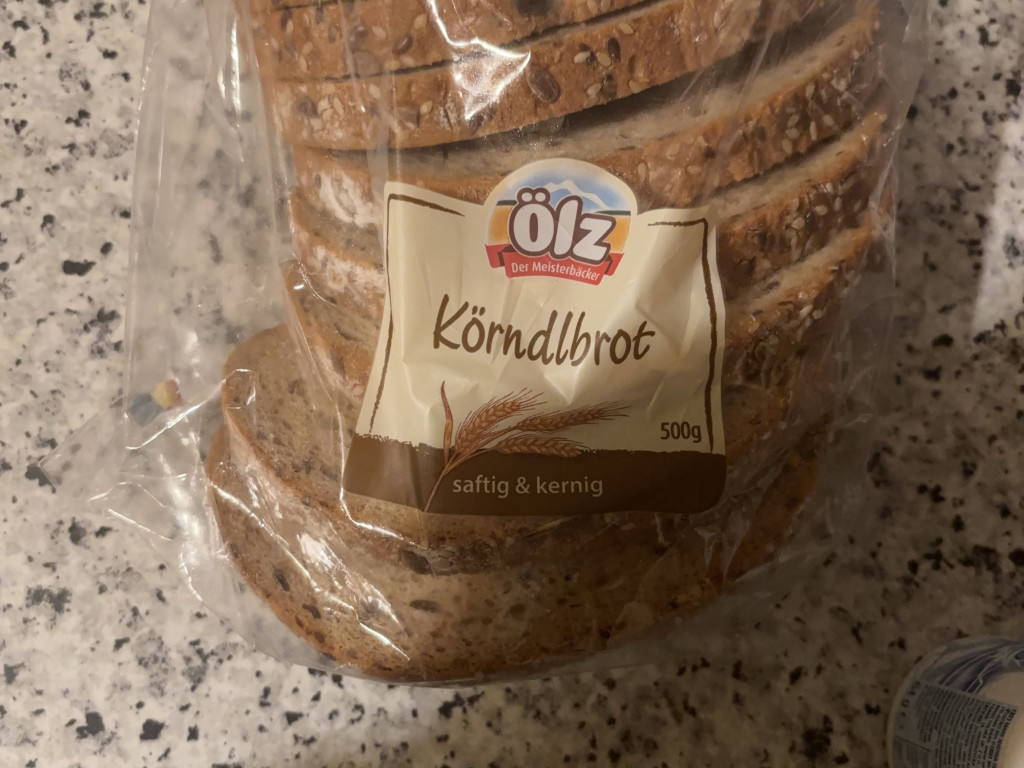 Ölz
Der Meisterbäcker
Körndlbrot
500g
saftig & kernig